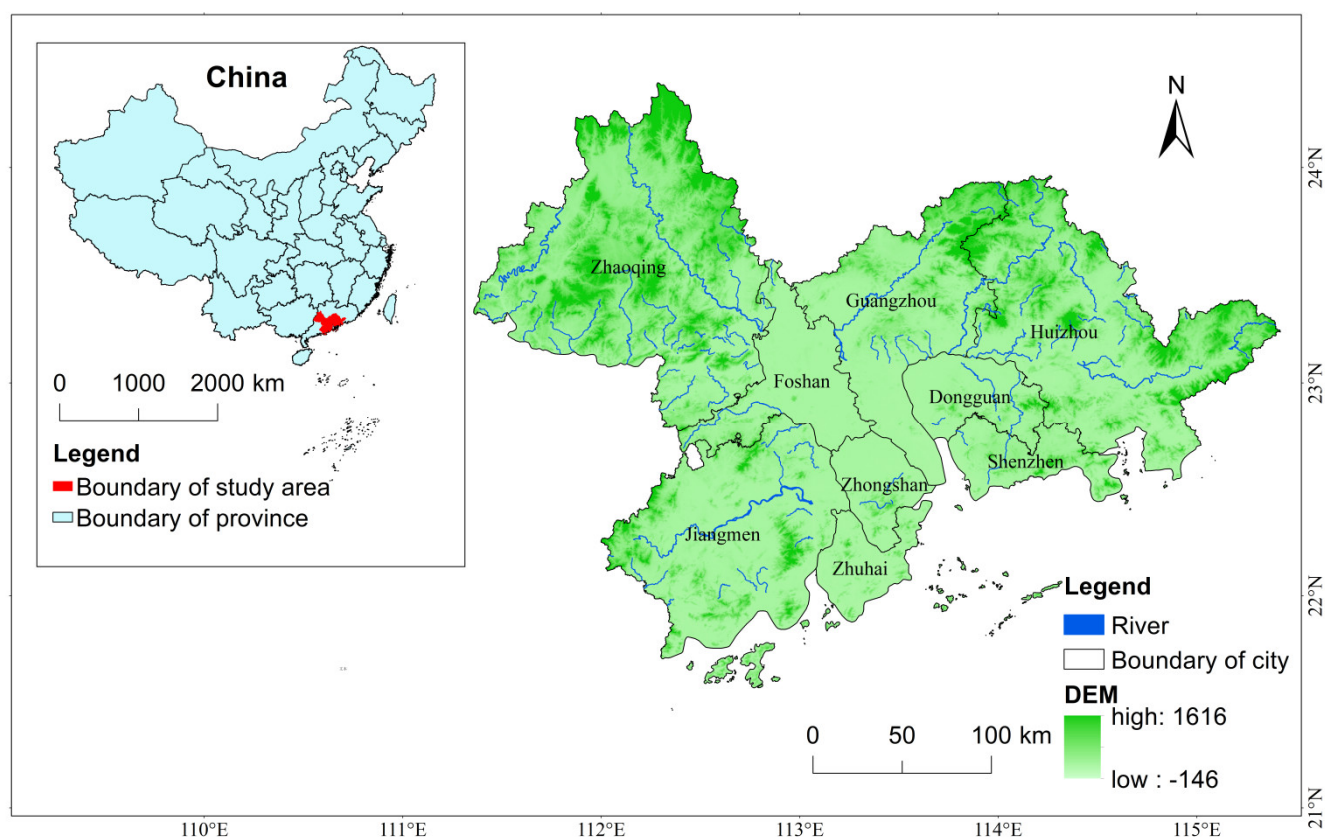 China
0 1000 2000 km
Legend
Boundary of study area
Boundary of province
N
Zhaoqing
Guangzhou
Huizhou
Foshan
Dongguan
Shenzhen
Zhongshan
Jiangmen
Zhuhai
Legend
River
Boundary of city
DEM
high: 1616
low : -146
0 50 100 km
24°N
23°N
22°N
21°N
110°E 111°E 112°E 113°E 114°E 115°E